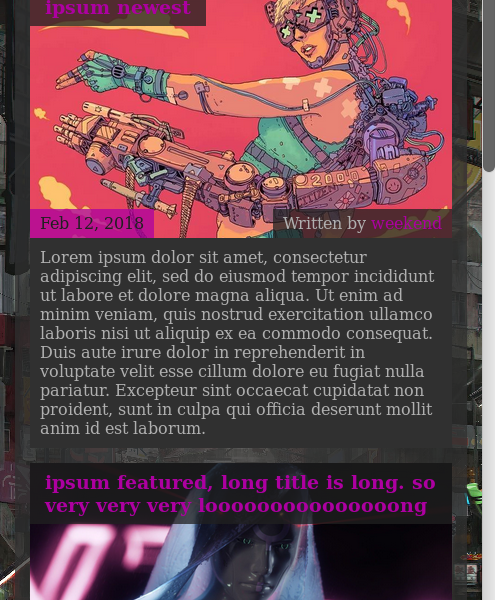 ipsum newest
Feb 12, 2018
Written by weekend
Lorem ipsum dolor sit amet, consectetur
adipiscing elit, sed do eiusmod tempor incididunt
ut labore et dolore magna aliqua. Ut enim ad
minim veniam, quis nostrud exercitation ullamco
laboris nisi ut aliquip ex ea commodo consequat.
Duis aute irure dolor in reprehenderit in
voluptate velit esse cillum dolore eu fugiat nulla
pariatur. Excepteur sint occaecat cupidatat non
proident, sunt in culpa qui officia deserunt mollit
anim id est laborum.
ipsum featured, long title is long. so
very very very looooooooooooooong